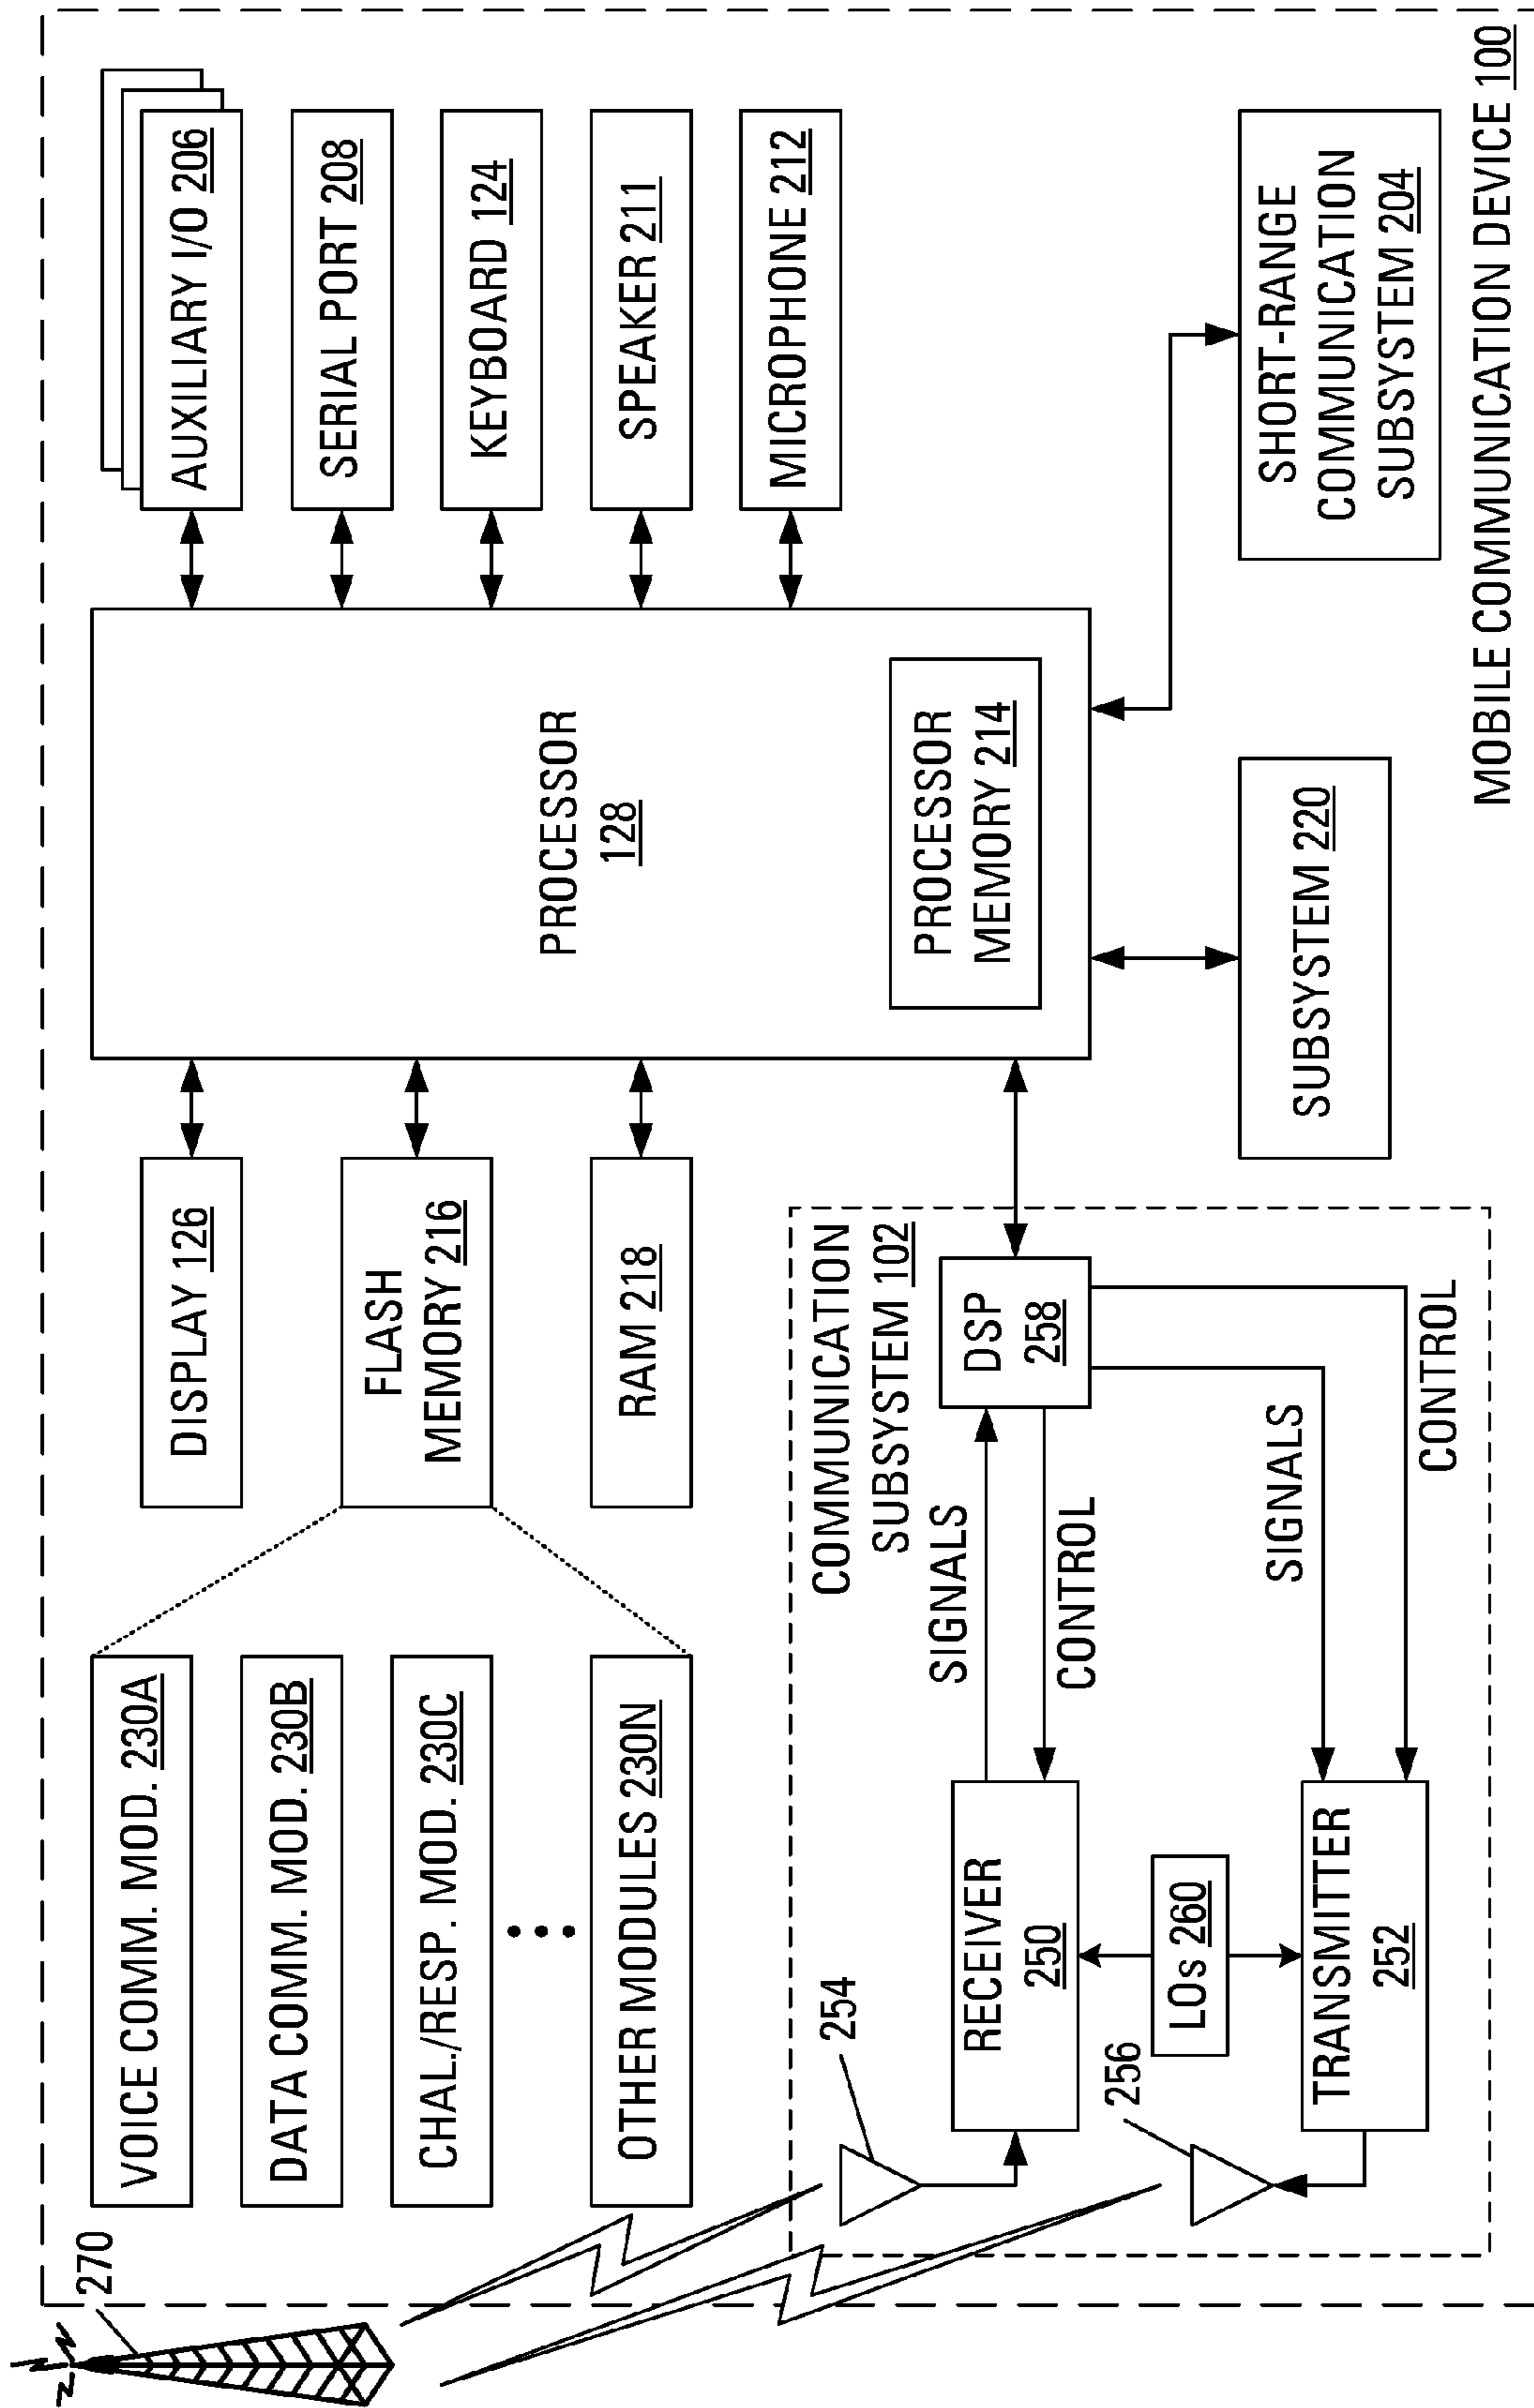 270
VOICE COMM. MOD. 230A
DATA COMM. MOD. 230B
CHAL./RESP. MOD. 230C
OTHER MODULES 230N
DISPLAY 126
FLASH
MEMORY 216
RAM 218
PROCESSOR
128
PROCESSOR
MEMORY 214
AUXILIARY I/O 206
SERIAL PORT 208
KEYBOARD 124
SPEAKER 211
MICROPHONE 212
COMMUNICATION
SUBSYSTEM 102
254
RECEIVER
250
SIGNALS
CONTROL
DSP
258
256
LOs 260
TRANSMITTER
252
SIGNALS
CONTROL
SUBSYSTEM 220
SHORT-RANGE
COMMUNICATION
SUBSYSTEM 204
MOBILE COMMUNICATION DEVICE 100